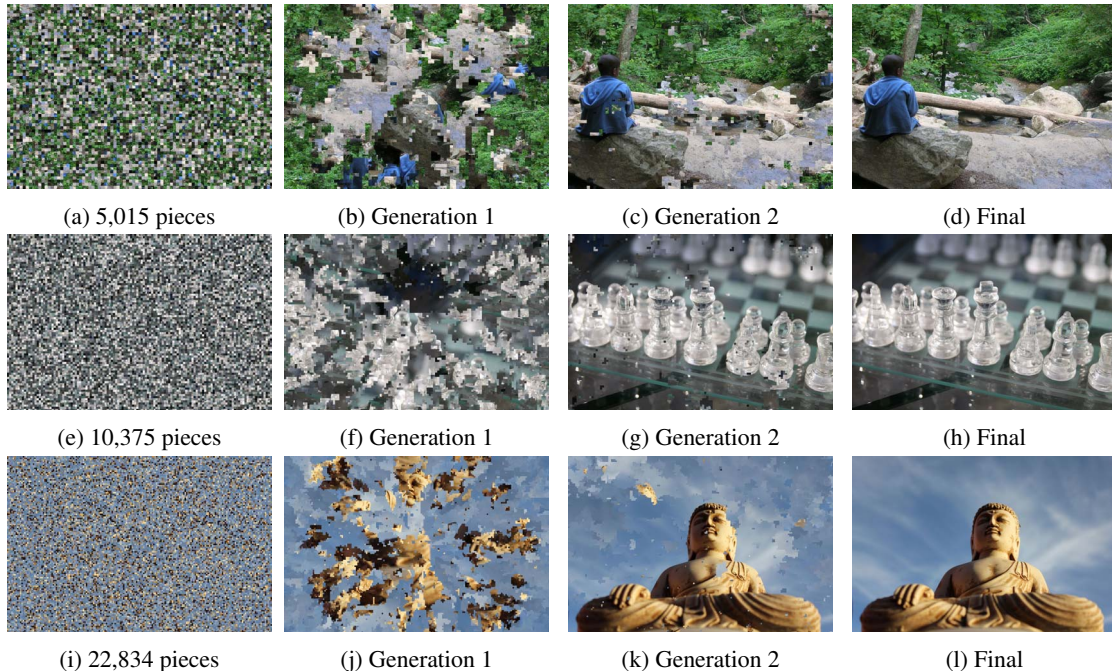 (a) 5,015 pieces
(b) Generation 1
(c) Generation 2
(d) Final
(e) 10,375 pieces
(f) Generation 1
(g) Generation 2
(h) Final
(i) 22,834 pieces
(j) Generation 1
(k) Generation 2
(l) Final